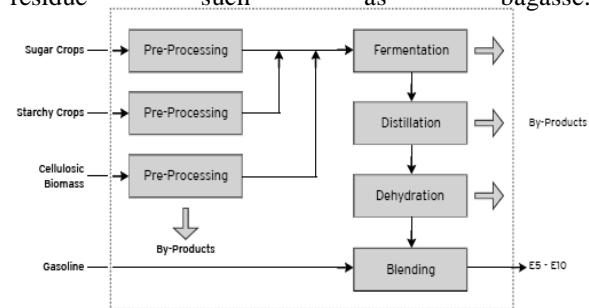 residue such as bagasse.
Sugar Crops
Pre-Processing
Fermentation
Starchy Crops
Pre-Processing
Distillation
By-Products
Cellulosic
Biomass
Pre-Processing
Dehydration
By-Products
Gasoline
Blending
E5 - E10